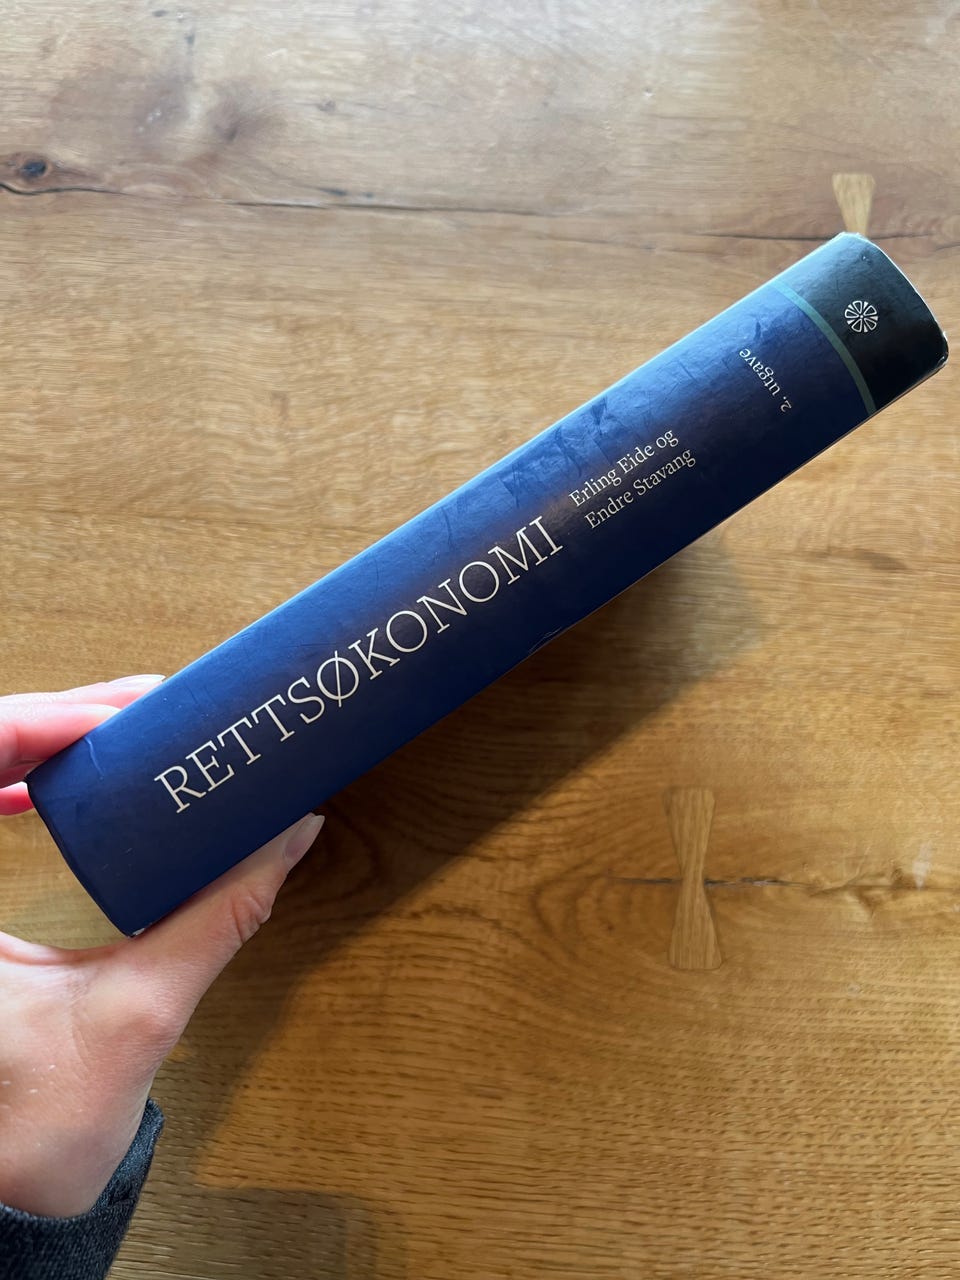 RETTSØKONOMI
Erling Eide og
Endre Stavang
2. utgave